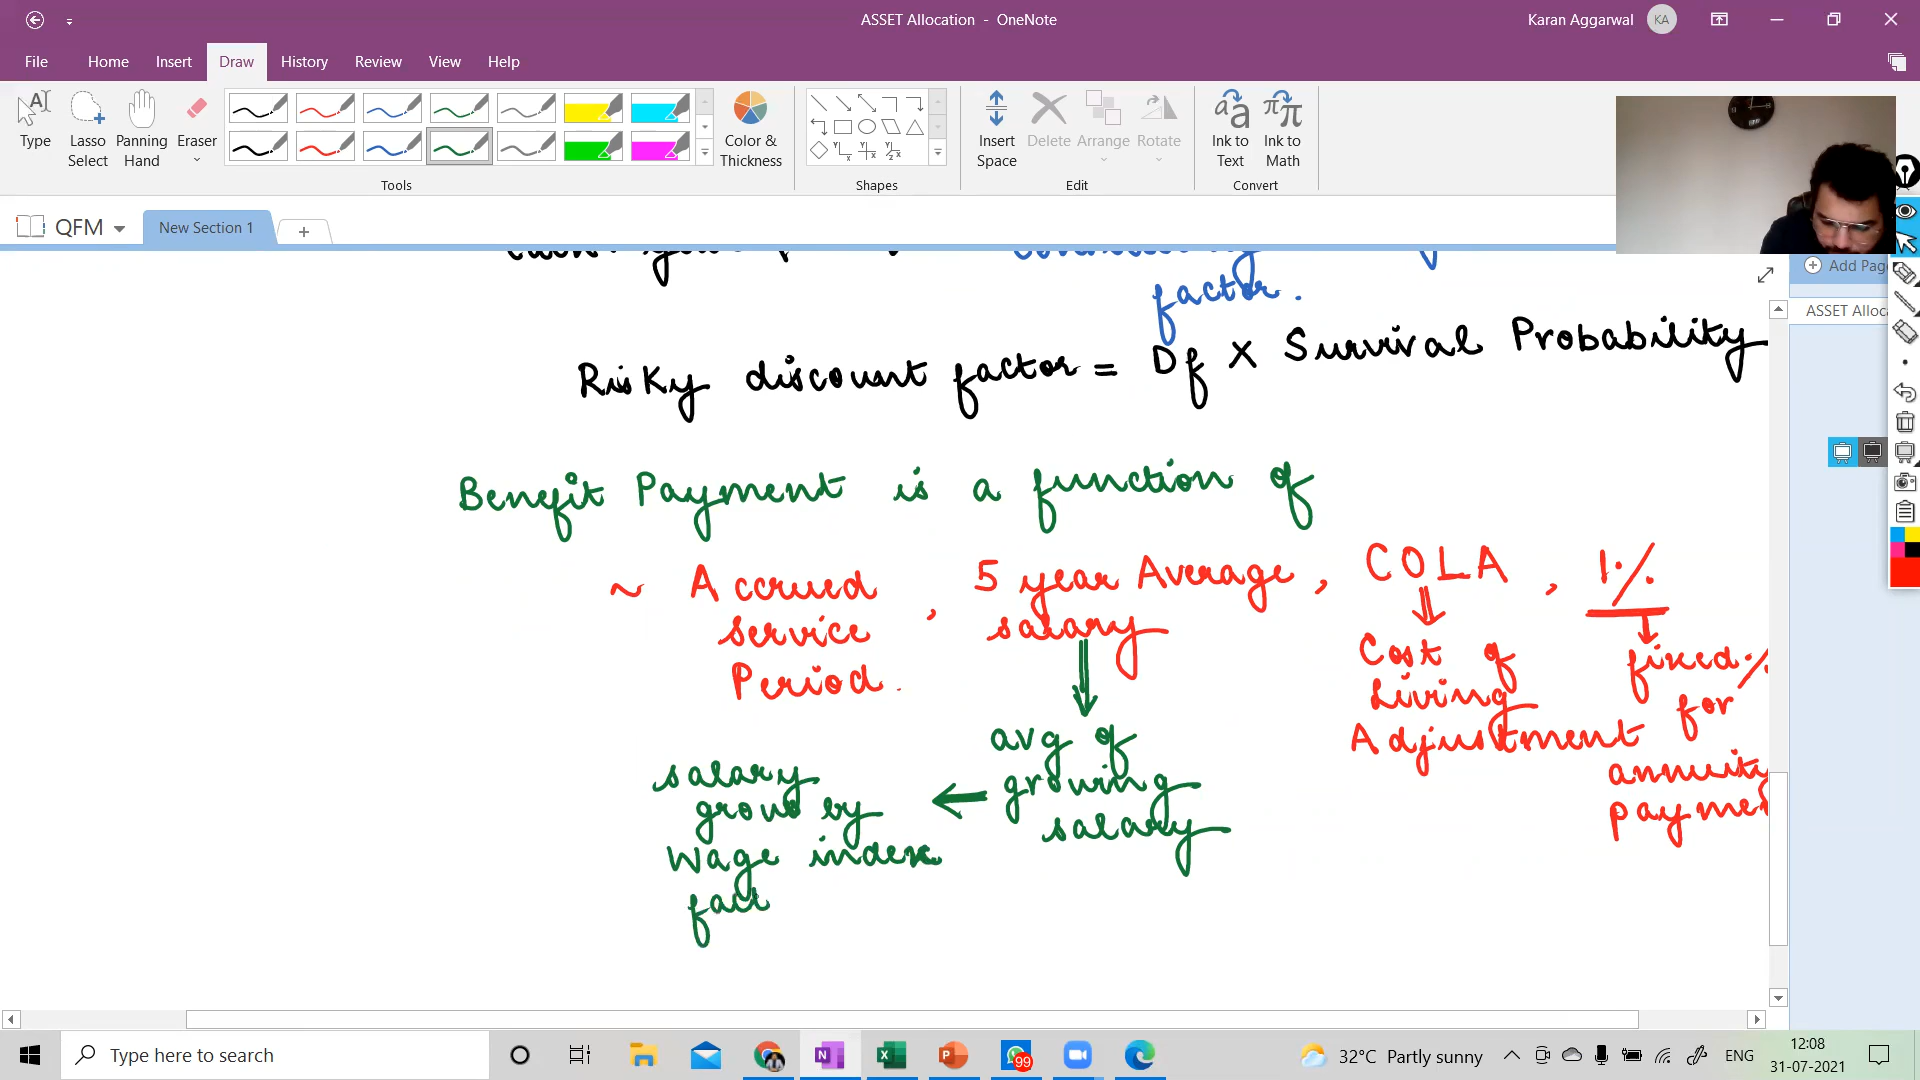 ASSET Allocation - OneNote
Karan Aggarwal
KA
File
Home
Insert
Draw
History
Review
View
Help
Type
Lasso
Select
Panning
Hand
Eraser
Color &
Thickness
Insert
Space
Delete
Arrange
Rotate
Ink to
Text
Ink to
Math
Tools
Shapes
Edit
Convert
QFM
New Section 1
Add Page
ASSET Alloca
factor.
Risky discount factor = Df X Survival Probability
Benefit Payment is a function of
~ Accrued
Service
Period.
, 5 year Average
salary
, COLA
, 1%
Cost of
Living
Adjustment
fixed %
for
annuity
paymen
avg of
growing
salary
salary
grows by
wage index
fact
Type here to search
99
32°C Partly sunny
ENG
12:08
31-07-2021